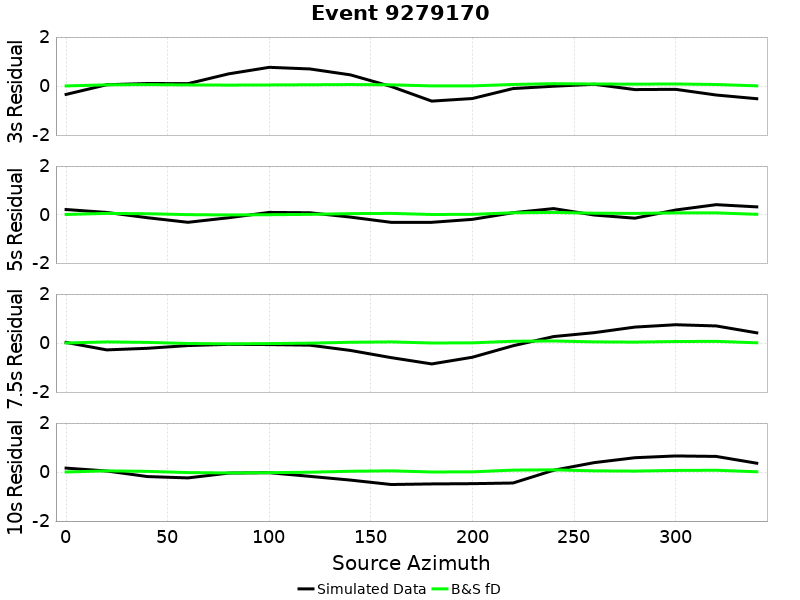 Event 9279170
3s Residual
2
0
-2
5s Residual
2
0
-2
7.5s Residual
2
0
-2
10s Residual
2
0
-2
0 50 100 150 200 250 300
Source Azimuth
Simulated Data B&S fD